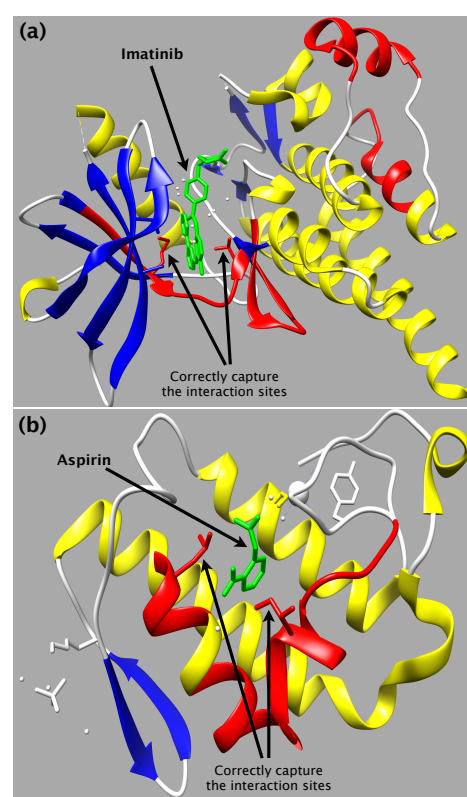 (a)
Imatinib
Correctly capture
the interaction sites
(b)
Aspirin
Correctly capture
the interaction sites